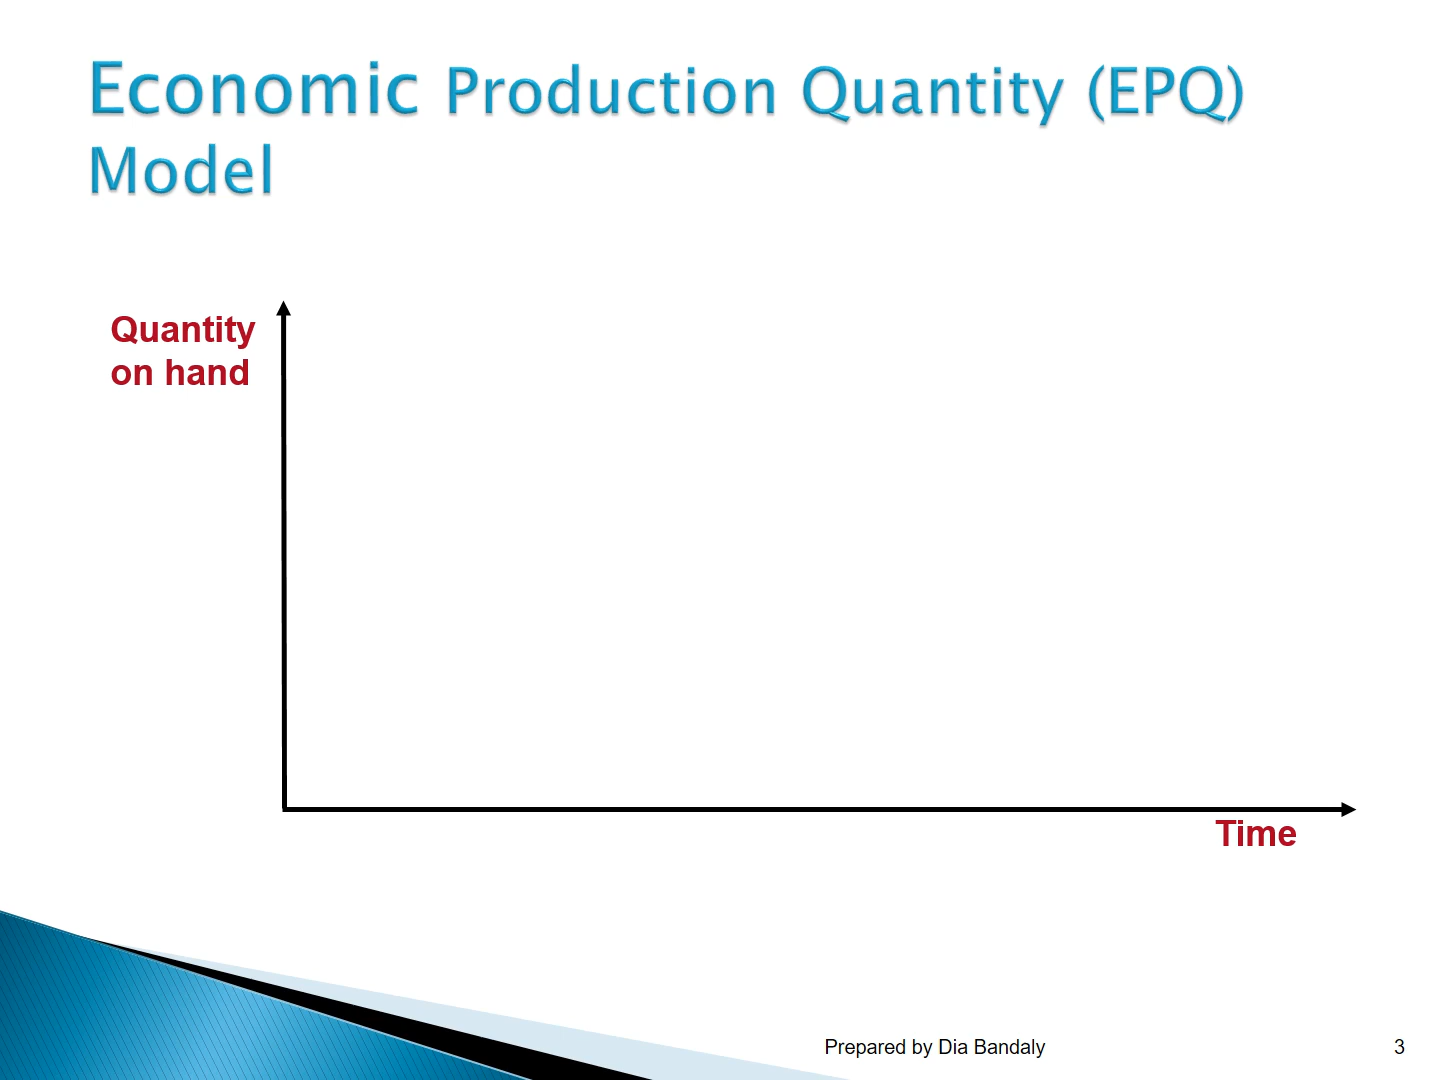 Economic Production Quantity (EPQ)
Model
Quantity
on hand
Time
Prepared by Dia Bandaly
3